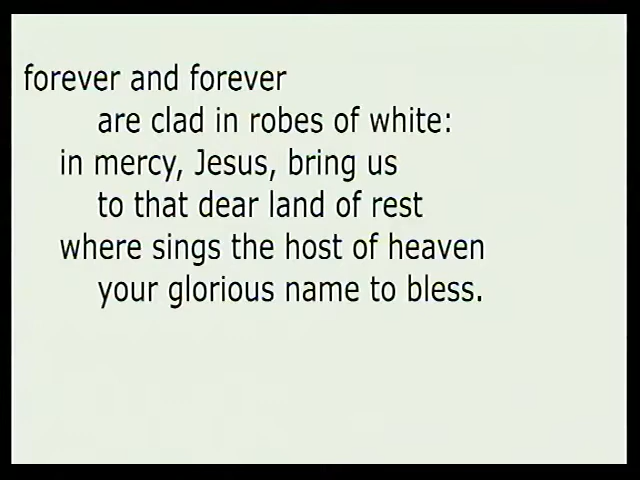 forever and forever
are clad in robes of white:
in mercy, Jesus, bring us
to that dear land of rest
where sings the host of heaven
your glorious name to bless.